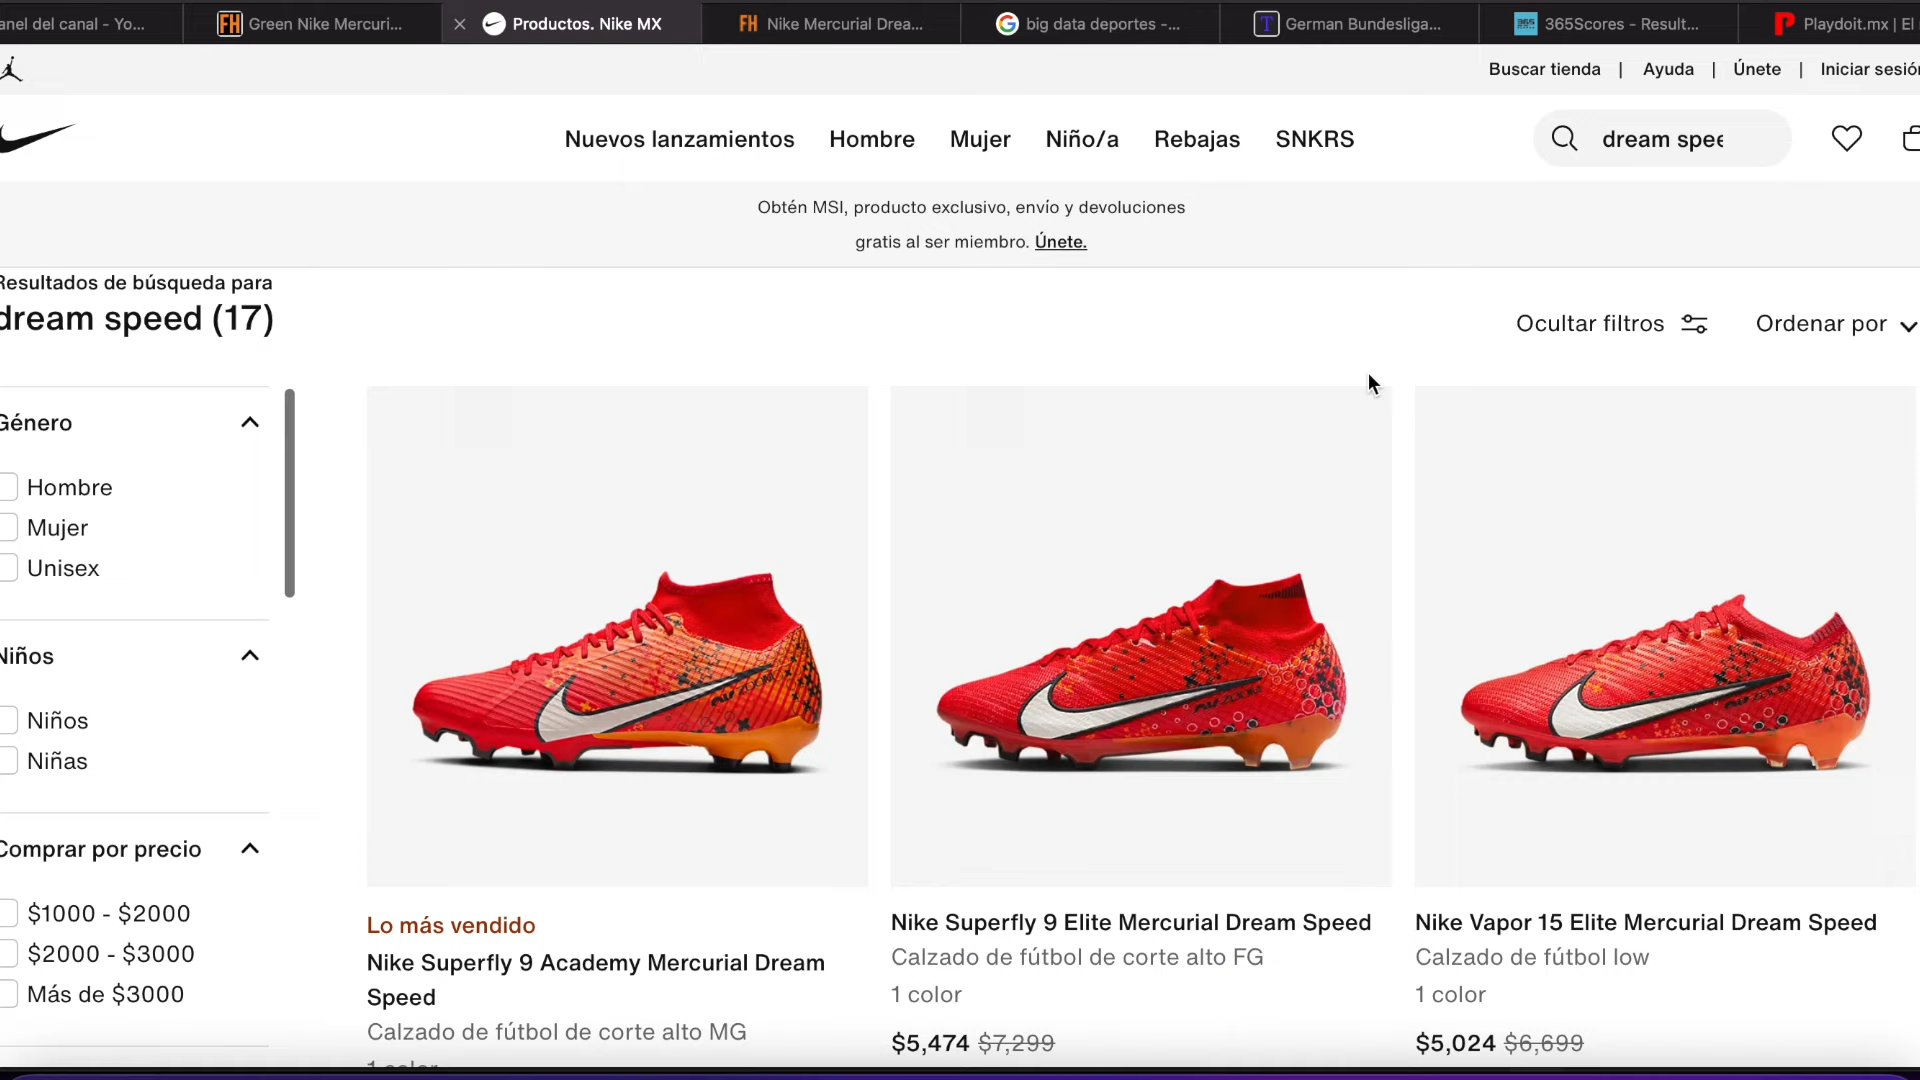 anel del canal - Yo...
Green Nike Mercuri...
Productos. Nike MX
Nike Mercurial Drea...
big data deportes -...
German Bundesliga...
365Scores - Result...
Playdoit.mx | El
Buscar tienda | Ayuda | Únete | Iniciar sesión
Nuevos lanzamientos Hombre Mujer Niño/a Rebajas SNKRS
dream spee
Obtén MSI, producto exclusivo, envío y devoluciones
gratis al ser miembro. Únete.
Resultados de búsqueda para
dream speed (17)
Ocultar filtros
Ordenar por
Género
Hombre
Mujer
Unisex
Niños
Niños
Niñas
Comprar por precio
$1000 - $2000
$2000 - $3000
Más de $3000
Lo más vendido
Nike Superfly 9 Academy Mercurial Dream
Speed
Calzado de fútbol de corte alto MG
1 color
Nike Superfly 9 Elite Mercurial Dream Speed
Calzado de fútbol de corte alto FG
1 color
$5,474 $7,299
Nike Vapor 15 Elite Mercurial Dream Speed
Calzado de fútbol low
1 color
$5,024 $6,699